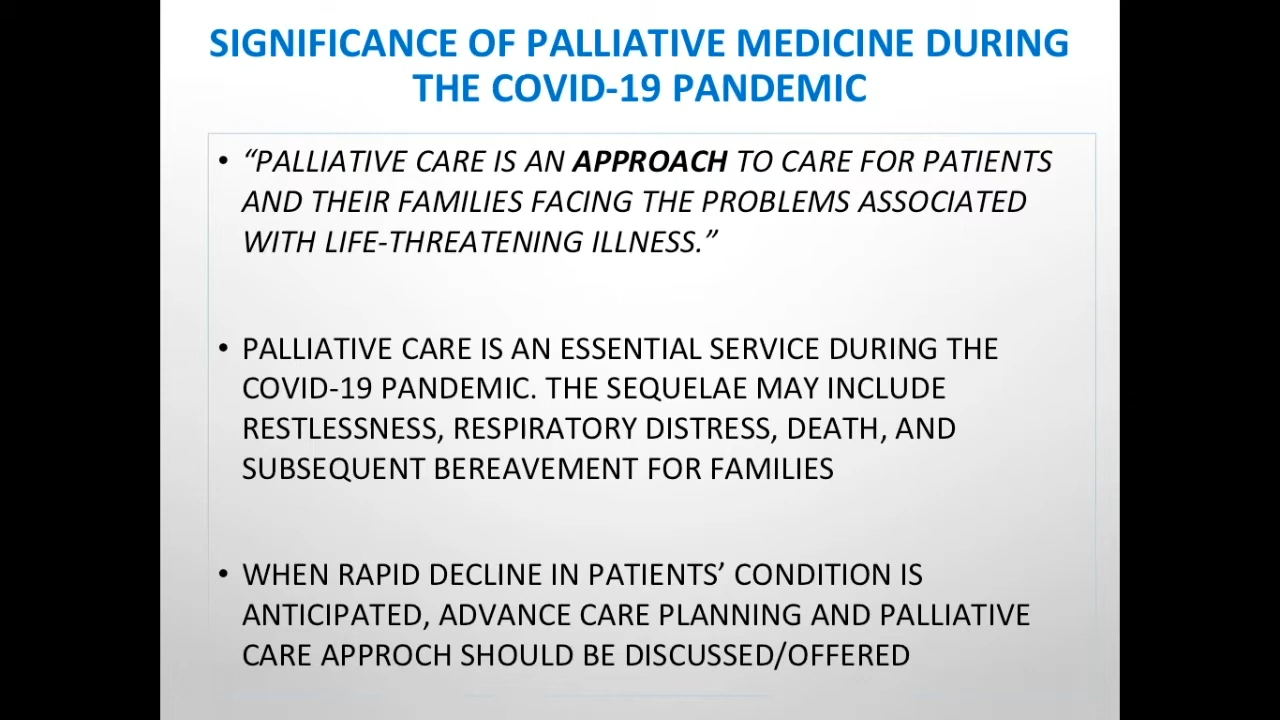 SIGNIFICANCE OF PALLIATIVE MEDICINE DURING
THE COVID-19 PANDEMIC
• “PALLIATIVE CARE IS AN APPROACH TO CARE FOR PATIENTS
AND THEIR FAMILIES FACING THE PROBLEMS ASSOCIATED
WITH LIFE-THREATENING ILLNESS.”
• PALLIATIVE CARE IS AN ESSENTIAL SERVICE DURING THE
COVID-19 PANDEMIC. THE SEQUELAE MAY INCLUDE
RESTLESSNESS, RESPIRATORY DISTRESS, DEATH, AND
SUBSEQUENT BEREAVEMENT FOR FAMILIES
• WHEN RAPID DECLINE IN PATIENTS’ CONDITION IS
ANTICIPATED, ADVANCE CARE PLANNING AND PALLIATIVE
CARE APPROCH SHOULD BE DISCUSSED/OFFERED